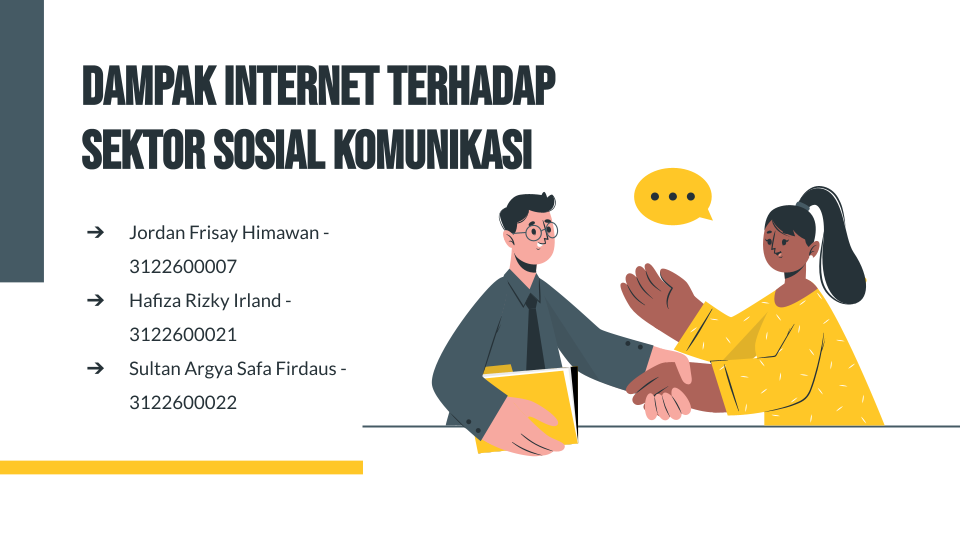 DAMPAK INTERNET TERHADAP
SEKTOR SOSIAL KOMUNIKASI
➔ Jordan Frisay Himawan -
3122600007
➔ Hafiza Rizky Irland -
3122600021
➔ Sultan Argya Safa Firdaus -
3122600022